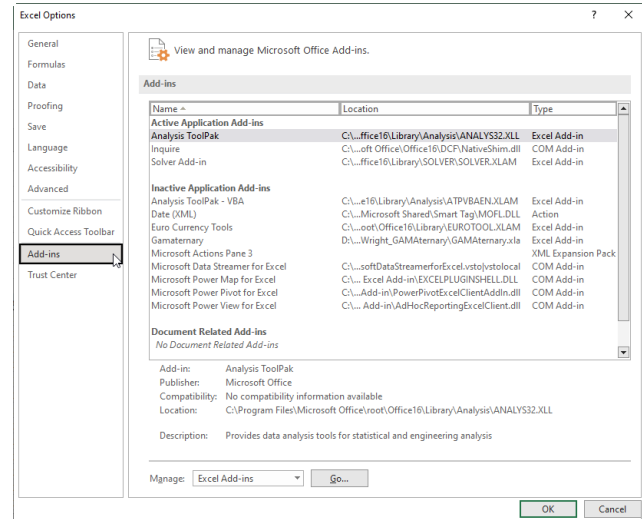 Excel Options ? ×
General
Formulas
Data
Proofing
Save
Language
Accessibility
Advanced
Customize Ribbon
Quick Access Toolbar
Add-ins
Trust Center
View and manage Microsoft Office Add-ins.
Add-ins
Name Location Type
Active Application Add-ins
Analysis ToolPak C:\...ffice16\Library\Analysis\ANALYS32.XLL Excel Add-in
Inquire C:\...oft Office\Office16\DCF\NativeShim.dll COM Add-in
Solver Add-in C:\...ffice16\Library\SOLVER\SOLVER.XLAM Excel Add-in
Inactive Application Add-ins
Analysis ToolPak - VBA C:\...e16\Library\Analysis\ATPVBAEN.XLAM Excel Add-in
Date (XML) C:\...Microsoft Shared\Smart Tag\MOFL.DLL Action
Euro Currency Tools C:\...oot\Office16\Library\EUROTOOL.XLAM Excel Add-in
Gamaternary D:\...Wright_GAMAternary\GAMAternary.xla Excel Add-in
Microsoft Actions Pane 3 XML Expansion Pack
Microsoft Data Streamer for Excel C:\...softDataStreamerforExcel.vsto|vstolocal COM Add-in
Microsoft Power Map for Excel C:\... Excel Add-in\EXCELPLUGINSHELL.DLL COM Add-in
Microsoft Power Pivot for Excel C:\...Add-in\PowerPivotExcelClientAddIn.dll COM Add-in
Microsoft Power View for Excel C:\... Add-in\AdHocReportingExcelClient.dll COM Add-in
Document Related Add-ins
No Document Related Add-ins
Add-in: Analysis ToolPak
Publisher: Microsoft Office
Compatibility: No compatibility information available
Location: C:\Program Files\Microsoft Office\root\Office16\Library\Analysis\ANALYS32.XLL
Description: Provides data analysis tools for statistical and engineering analysis
Manage: Excel Add-ins Go...
OK Cancel